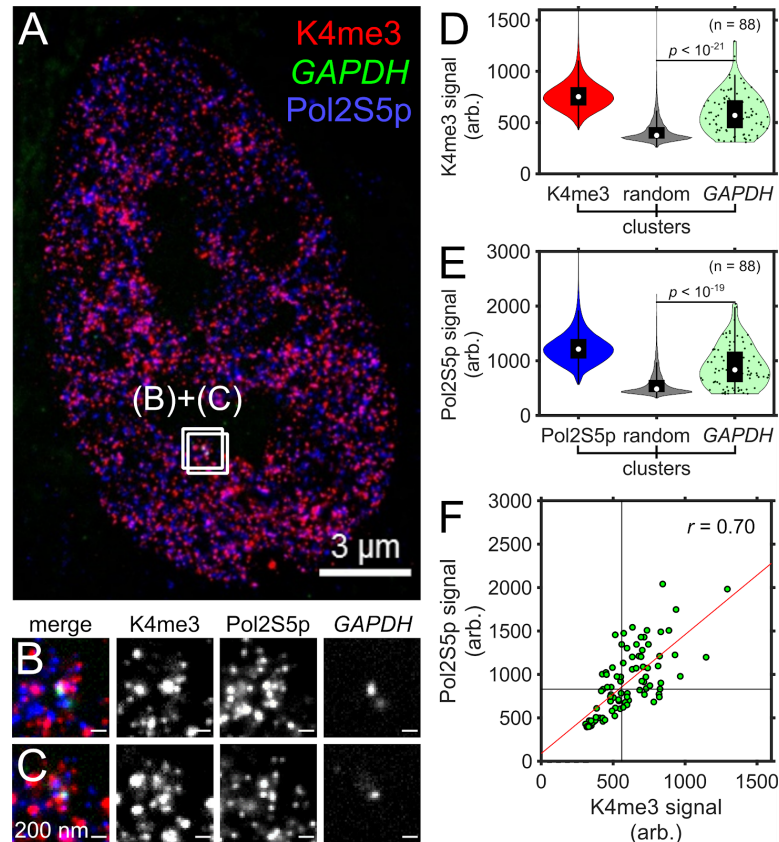 A
K4me3
GAPDH
Pol2S5p
(B)+(C)
3 µm
merge
K4me3
Pol2S5p
GAPDH
B
C
200 nm
D
(n = 88)
p < 10⁻²¹
1500
1000
500
0
K4me3 signal
(arb.)
K4me3
random
GAPDH
clusters
E
(n = 88)
p < 10⁻¹⁹
3000
2000
1000
0
Pol2S5p signal
(arb.)
Pol2S5p
random
GAPDH
clusters
F
r = 0.70
3000
2500
2000
1500
1000
500
0
Pol2S5p signal
(arb.)
0
500
1000
1500
K4me3 signal
(arb.)